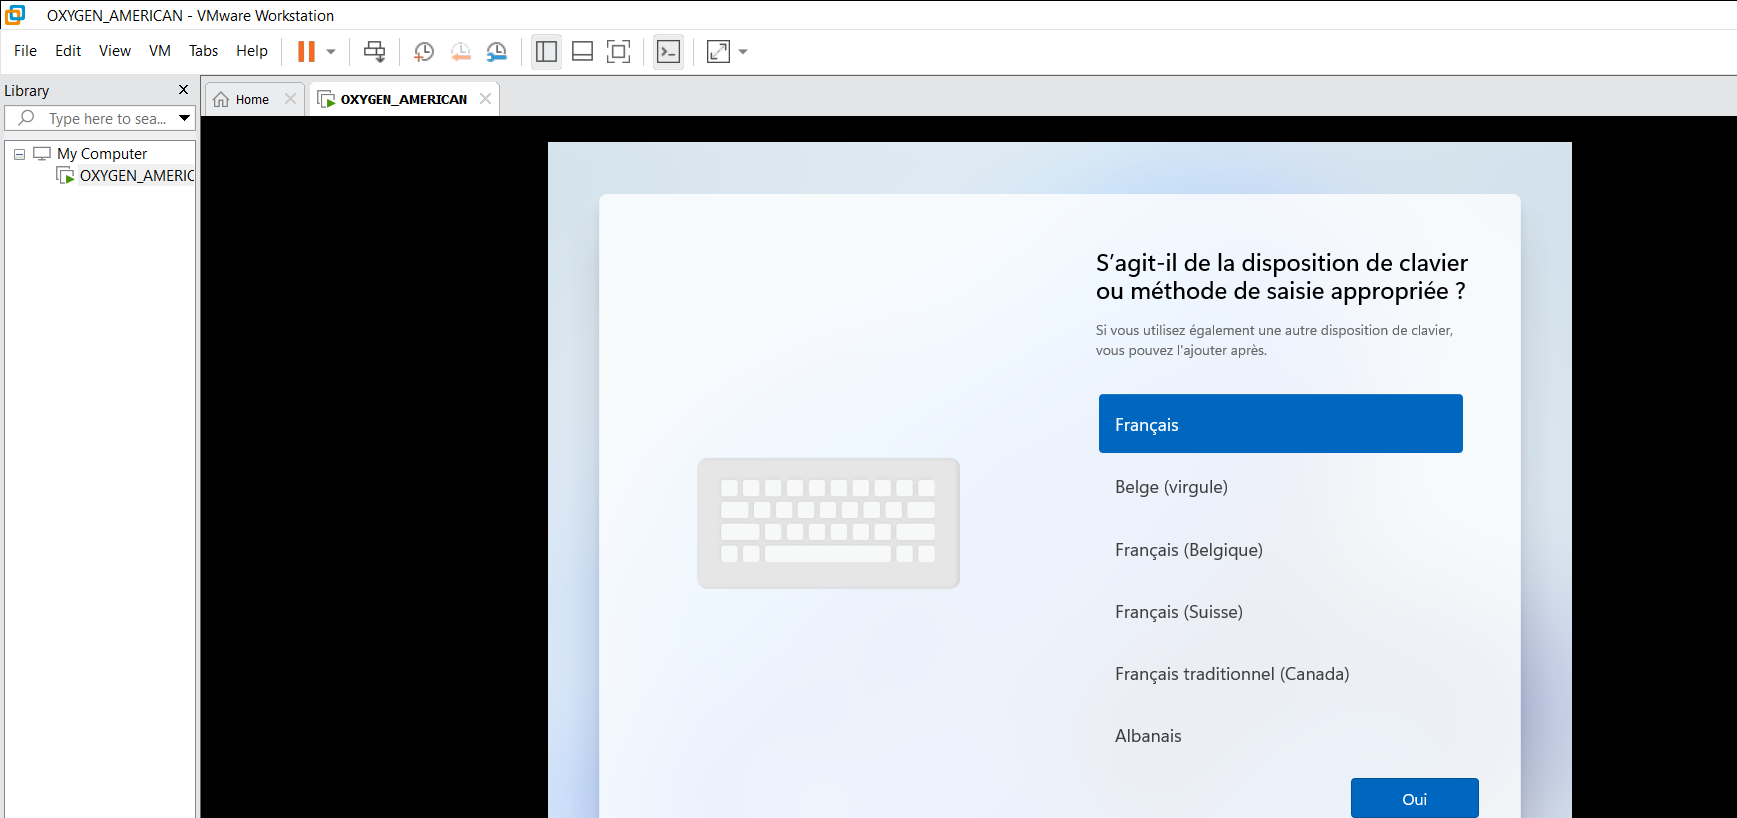 OXYGEN_AMERICAN - VMware Workstation
File Edit View VM Tabs Help
Library
Home
OXYGEN_AMERICAN
Type here to sea...
My Computer
OXYGEN_AMERIC
S'agit-il de la disposition de clavier
ou méthode de saisie appropriée ?
Si vous utilisez également une autre disposition de clavier,
vous pouvez l'ajouter après.
Français
Belge (virgule)
Français (Belgique)
Français (Suisse)
Français traditionnel (Canada)
Albanais
Oui